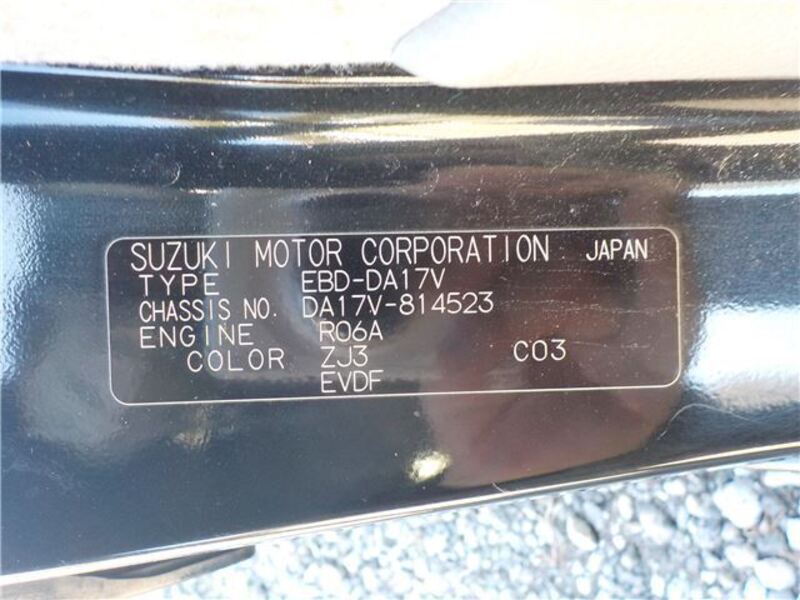 SUZUKI MOTOR CORPORATION JAPAN
TYPE EBD-DA17V
CHASSIS NO. DA17V-814523
ENGINE R06A
COLOR ZJ3 C03
EVDF